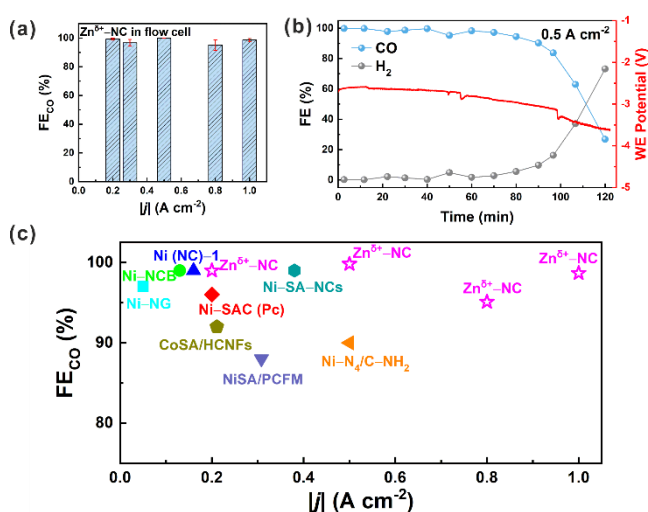 (a)
Zn^δ+–NC in flow cell
FE_CO (%)
100
80
60
40
20
0
0.2 0.4 0.6 0.8 1.0
|j| (A cm^-2)
(b)
0.5 A cm^-2
CO
H_2
FE (%)
100
80
60
40
20
0
0 20 40 60 80 100 120
Time (min)
WE Potential (V)
-1
-2
-3
-4
-5
(c)
Ni (NC)–1
Ni–NCB
Zn^δ+–NC
Zn^δ+–NC
Zn^δ+–NC
Zn^δ+–NC
Ni–NG
Ni–SA–NCs
Ni–SAC (Pc)
CoSA/HCNFs
NiSA/PCFM
Ni–N_4/C–NH_2
FE_CO (%)
100
90
80
0.0 0.2 0.4 0.6 0.8 1.0
|j| (A cm^-2)